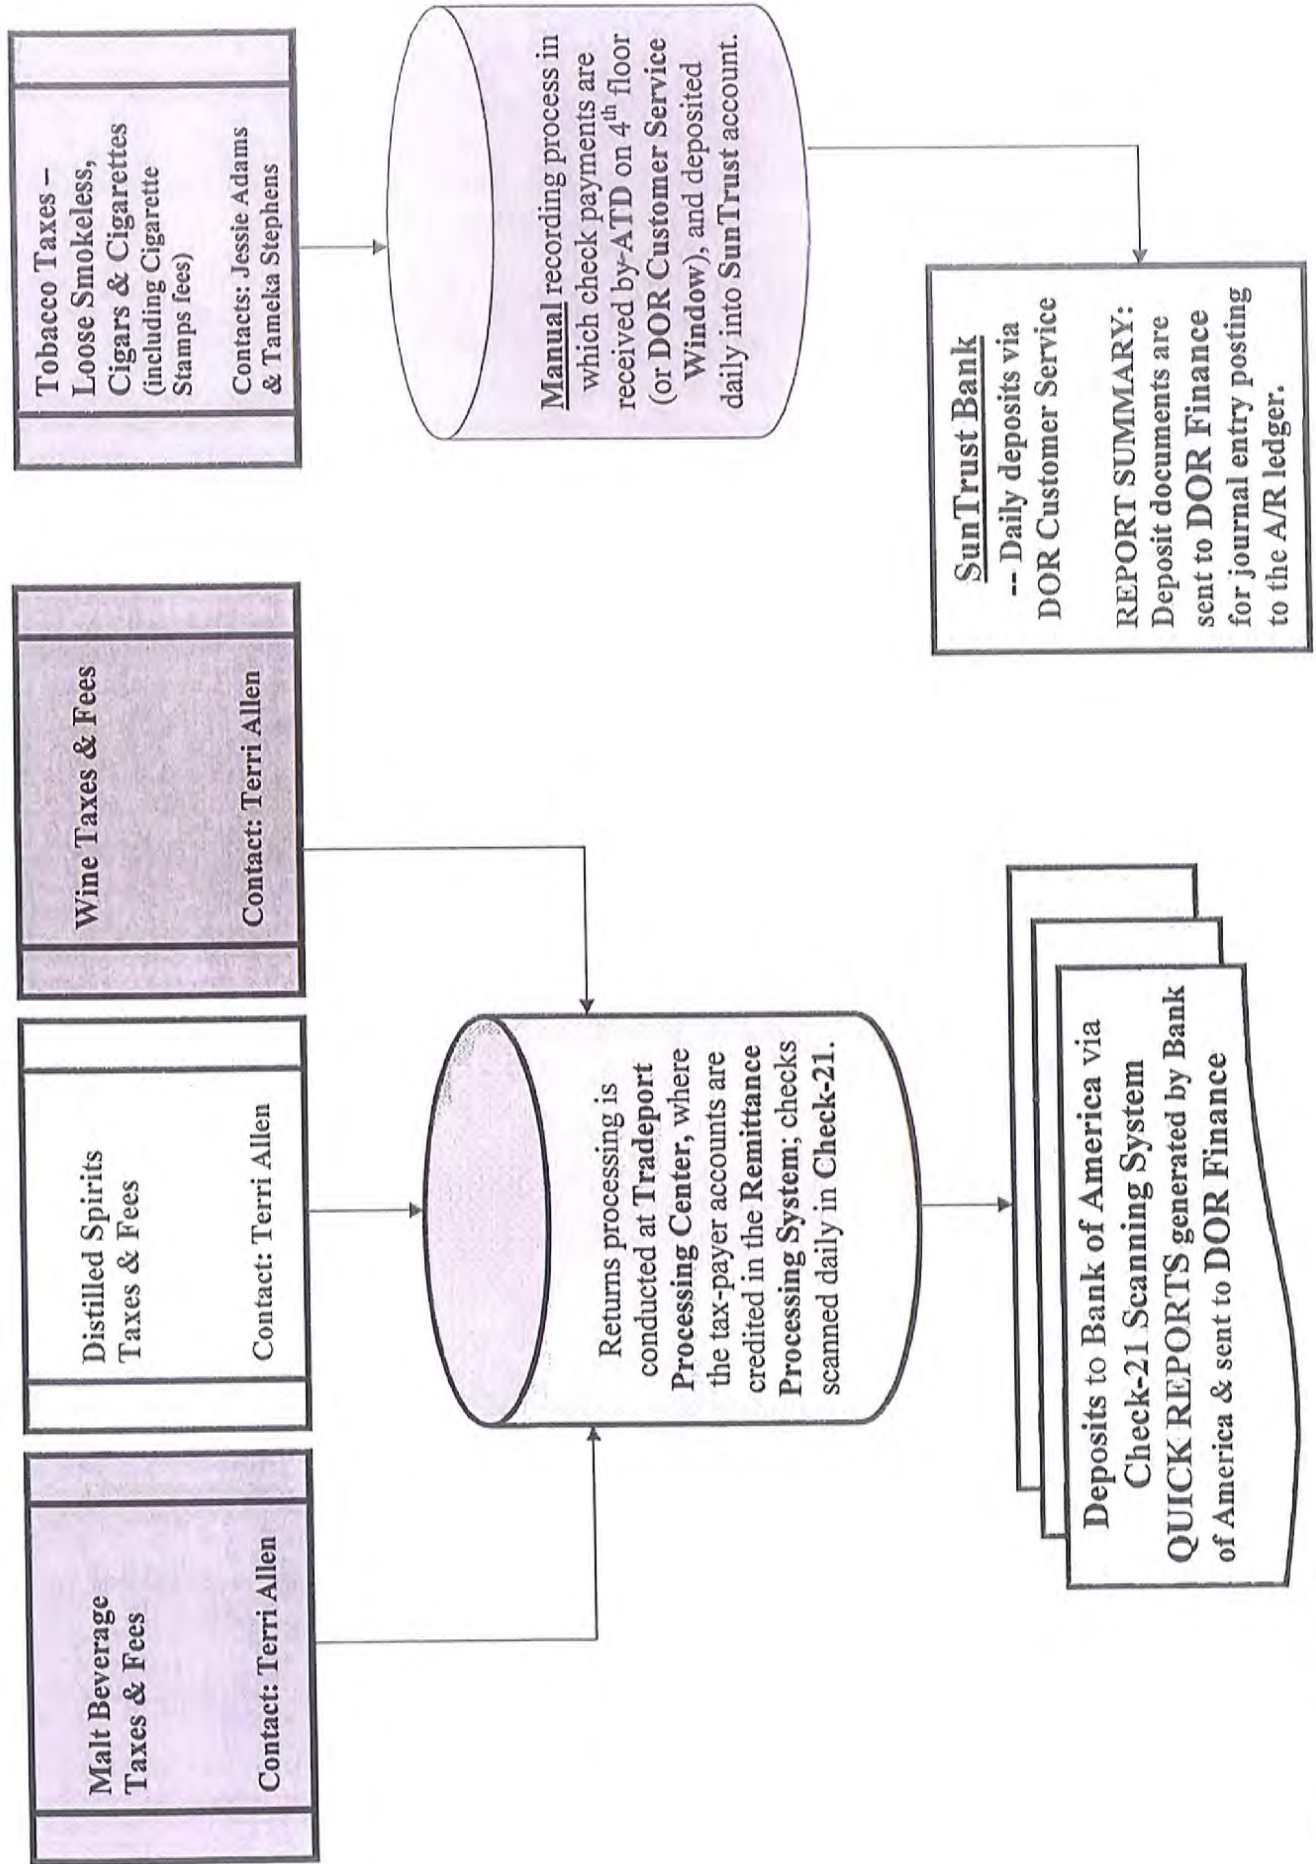 Malt Beverage
Taxes & Fees
Contact: Terri Allen
Distilled Spirits
Taxes & Fees
Contact: Terri Allen
Wine Taxes & Fees
Contact: Terri Allen
Tobacco Taxes –
Loose Smokeless,
Cigars & Cigarettes
(including Cigarette
Stamps fees)
Contacts: Jessie Adams
& Tameka Stephens
Returns processing is
conducted at Tradeport
Processing Center, where
the tax-payer accounts are
credited in the Remittance
Processing System; checks
scanned daily in Check-21.
Manual recording process in
which check payments are
received by-ATD on 4th floor
(or DOR Customer Service
Window), and deposited
daily into SunTrust account.
Deposits to Bank of America via
Check-21 Scanning System
QUICK REPORTS generated by Bank
of America & sent to DOR Finance
SunTrust Bank
-- Daily deposits via
DOR Customer Service
REPORT SUMMARY:
Deposit documents are
sent to DOR Finance
for journal entry posting
to the A/R ledger.